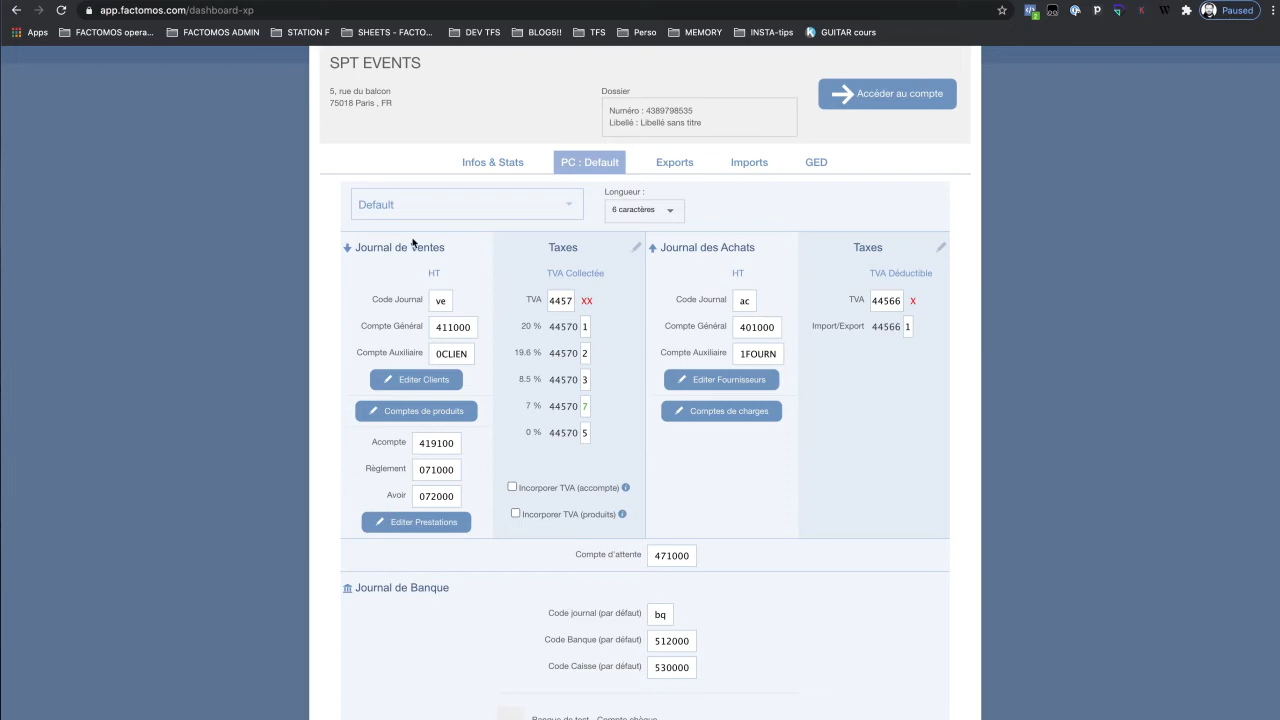 app.factomos.com/dashboard-xp
Paused
Apps
FACTOMOS opera...
FACTOMOS ADMIN
STATION F
SHEETS - FACTO...
DEV TFS
BLOG6!!
TFS
Perso
MEMORY
INSTA-tips
GUITAR cours
SPT EVENTS
5, rue du balcon
75018 Paris , FR
Dossier
Numéro : 4389798535
Libellé : Libellé sans titre
Accéder au compte
Infos & Stats
PC : Default
Exports
Imports
GED
Default
Longueur :
6 caractères
Journal de Ventes
HT
Code Journal ve
Compte Général 411000
Compte Auxiliaire 0CLIEN
Editer Clients
Comptes de produits
Acompte 419100
Règlement 071000
Avoir 072000
Editer Prestations
Taxes
TVA Collectée
TVA 4457 XX
20 % 44570 1
19.6 % 44570 2
8.5 % 44570 3
7 % 44570 7
0 % 44570 5
Incorporer TVA (accompte)
Incorporer TVA (produits)
Journal des Achats
HT
Code Journal ac
Compte Général 401000
Compte Auxiliaire 1FOURN
Editer Fournisseurs
Comptes de charges
Taxes
TVA Déductible
TVA 44566 X
Import/Export 44566 1
Compte d'attente 471000
Journal de Banque
Code journal (par défaut) bq
Code Banque (par défaut) 512000
Code Caisse (par défaut) 530000
Banque de test - Compte chèque